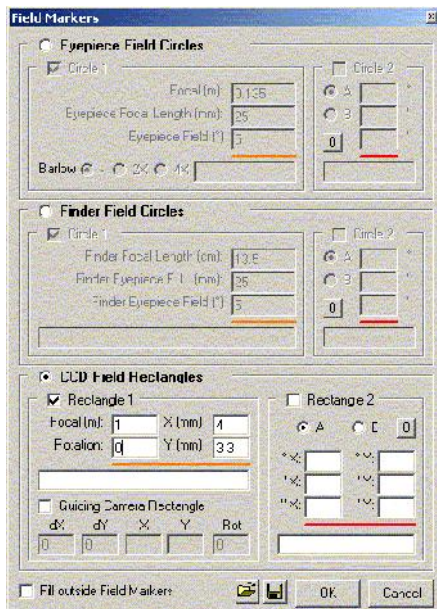 Field Markers
Eyepiece Field Circles
Circle 1
Circle 2
Focal (m): 0.135
A °
Eyepiece Focal Length (mm): 25
B '
Eyepiece Field (°) 5
0
Barlow - 2X 4X
Finder Field Circles
Circle 1
Circle 2
Finder Focal Length (cm): 13.5
A °
Finder Eyepiece F. L. (mm): 25
B '
Finder Eyepiece Field (°) 5
0
CCD Field Rectangles
Rectangle 1
Rectange 2
Focal (m): 1 X (mm) 4
A 0
Rotation: 0 Y (mm) 3.3
° X: ° Y:
' X: ' Y:
" X: " Y:
Guiding Camera Rectangle
dX dY X Y Rot
0 0 0
Fill outside Field Markers
OK Cancel